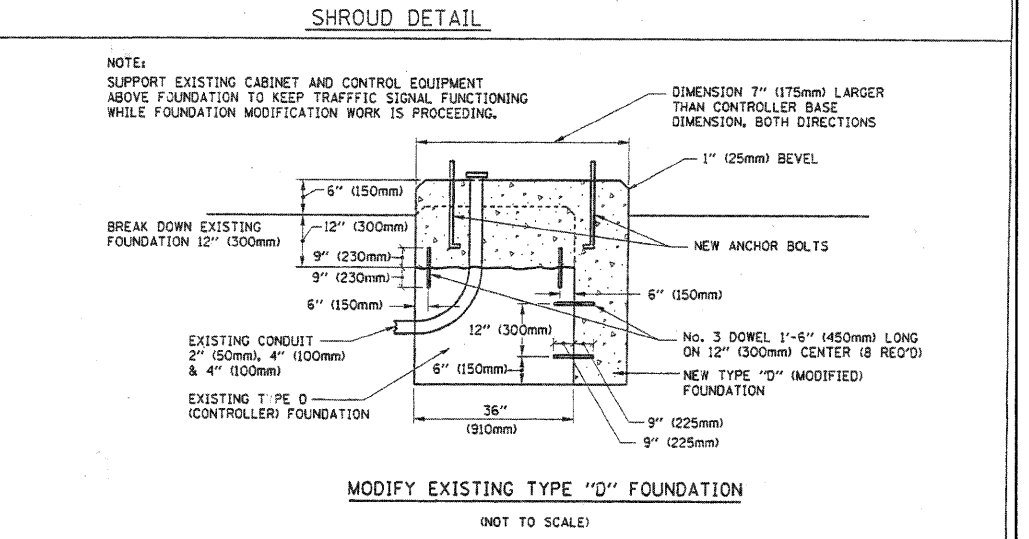 SHROUD DETAIL
NOTE:
SUPPORT EXISTING CABINET AND CONTROL EQUIPMENT
ABOVE FOUNDATION TO KEEP TRAFFFIC SIGNAL FUNCTIONING
WHILE FOUNDATION MODIFICATION WORK IS PROCEEDING.
DIMENSION 7" (175mm) LARGER
THAN CONTROLLER BASE
DIMENSION, BOTH DIRECTIONS
1" (25mm) BEVEL
6" (150mm)
BREAK DOWN EXISTING
FOUNDATION 12" (300mm)
12" (300mm)
NEW ANCHOR BOLTS
9" (230mm)
9" (230mm)
6" (150mm)
6" (150mm)
EXISTING CONDUIT
2" (50mm), 4" (100mm)
& 4" (100mm)
12" (300mm)
No. 3 DOWEL 1'-6" (450mm) LONG
ON 12" (300mm) CENTER (8 REQ'D)
6" (150mm)
NEW TYPE "D" (MODIFIED)
FOUNDATION
EXISTING TYPE D
(CONTROLLER) FOUNDATION
36"
(910mm)
9" (225mm)
9" (225mm)
MODIFY EXISTING TYPE "D" FOUNDATION
(NOT TO SCALE)